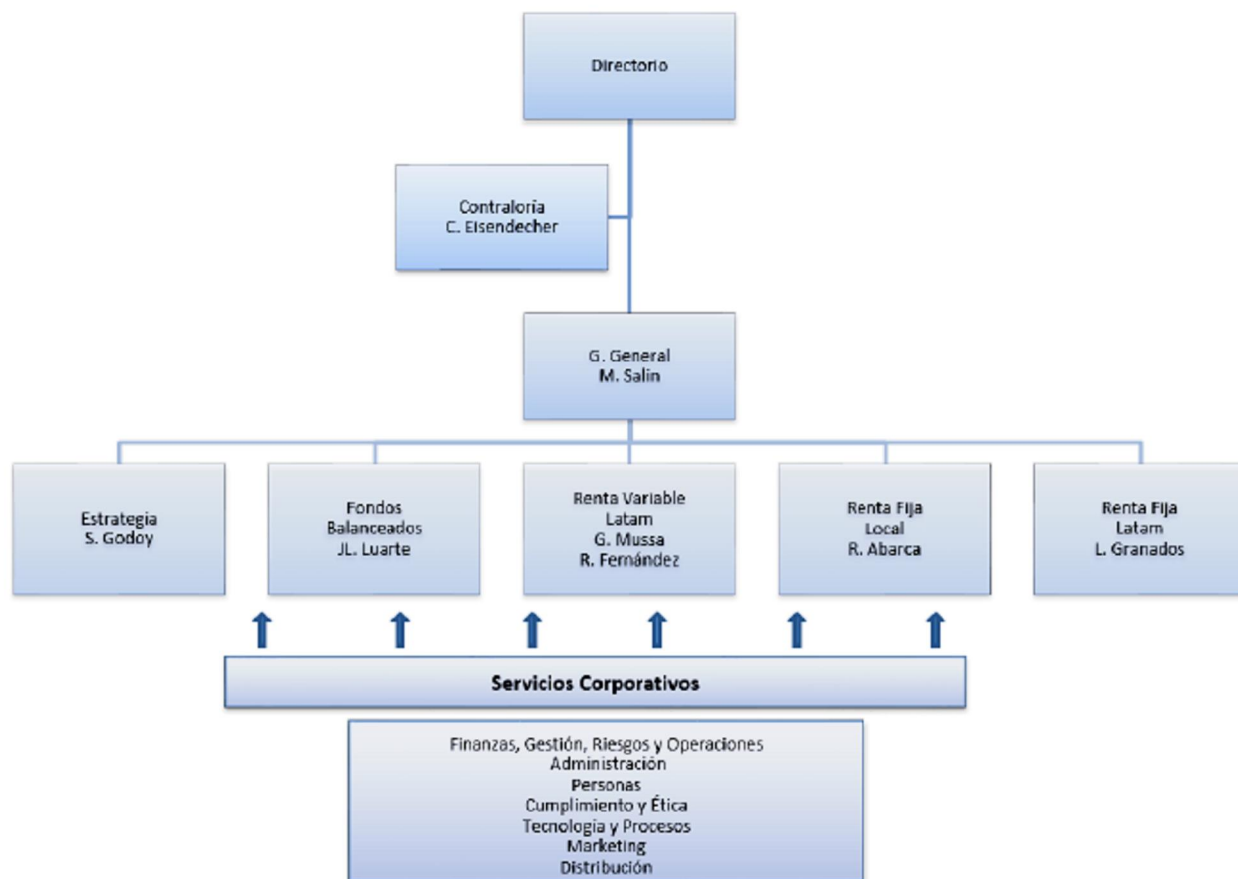 Directorio
Contraloría
C. Eisendecher
G. General
M. Salin
Estrategia
S. Godoy
Fondos
Balanceados
JL. Luarte
Renta Variable
Latam
G. Mussa
R. Fernández
Renta Fija
Local
R. Abarca
Renta Fija
Latam
L. Granados
Servicios Corporativos
Finanzas, Gestión, Riesgos y Operaciones
Administración
Personas
Cumplimiento y Ética
Tecnología y Procesos
Marketing
Distribución